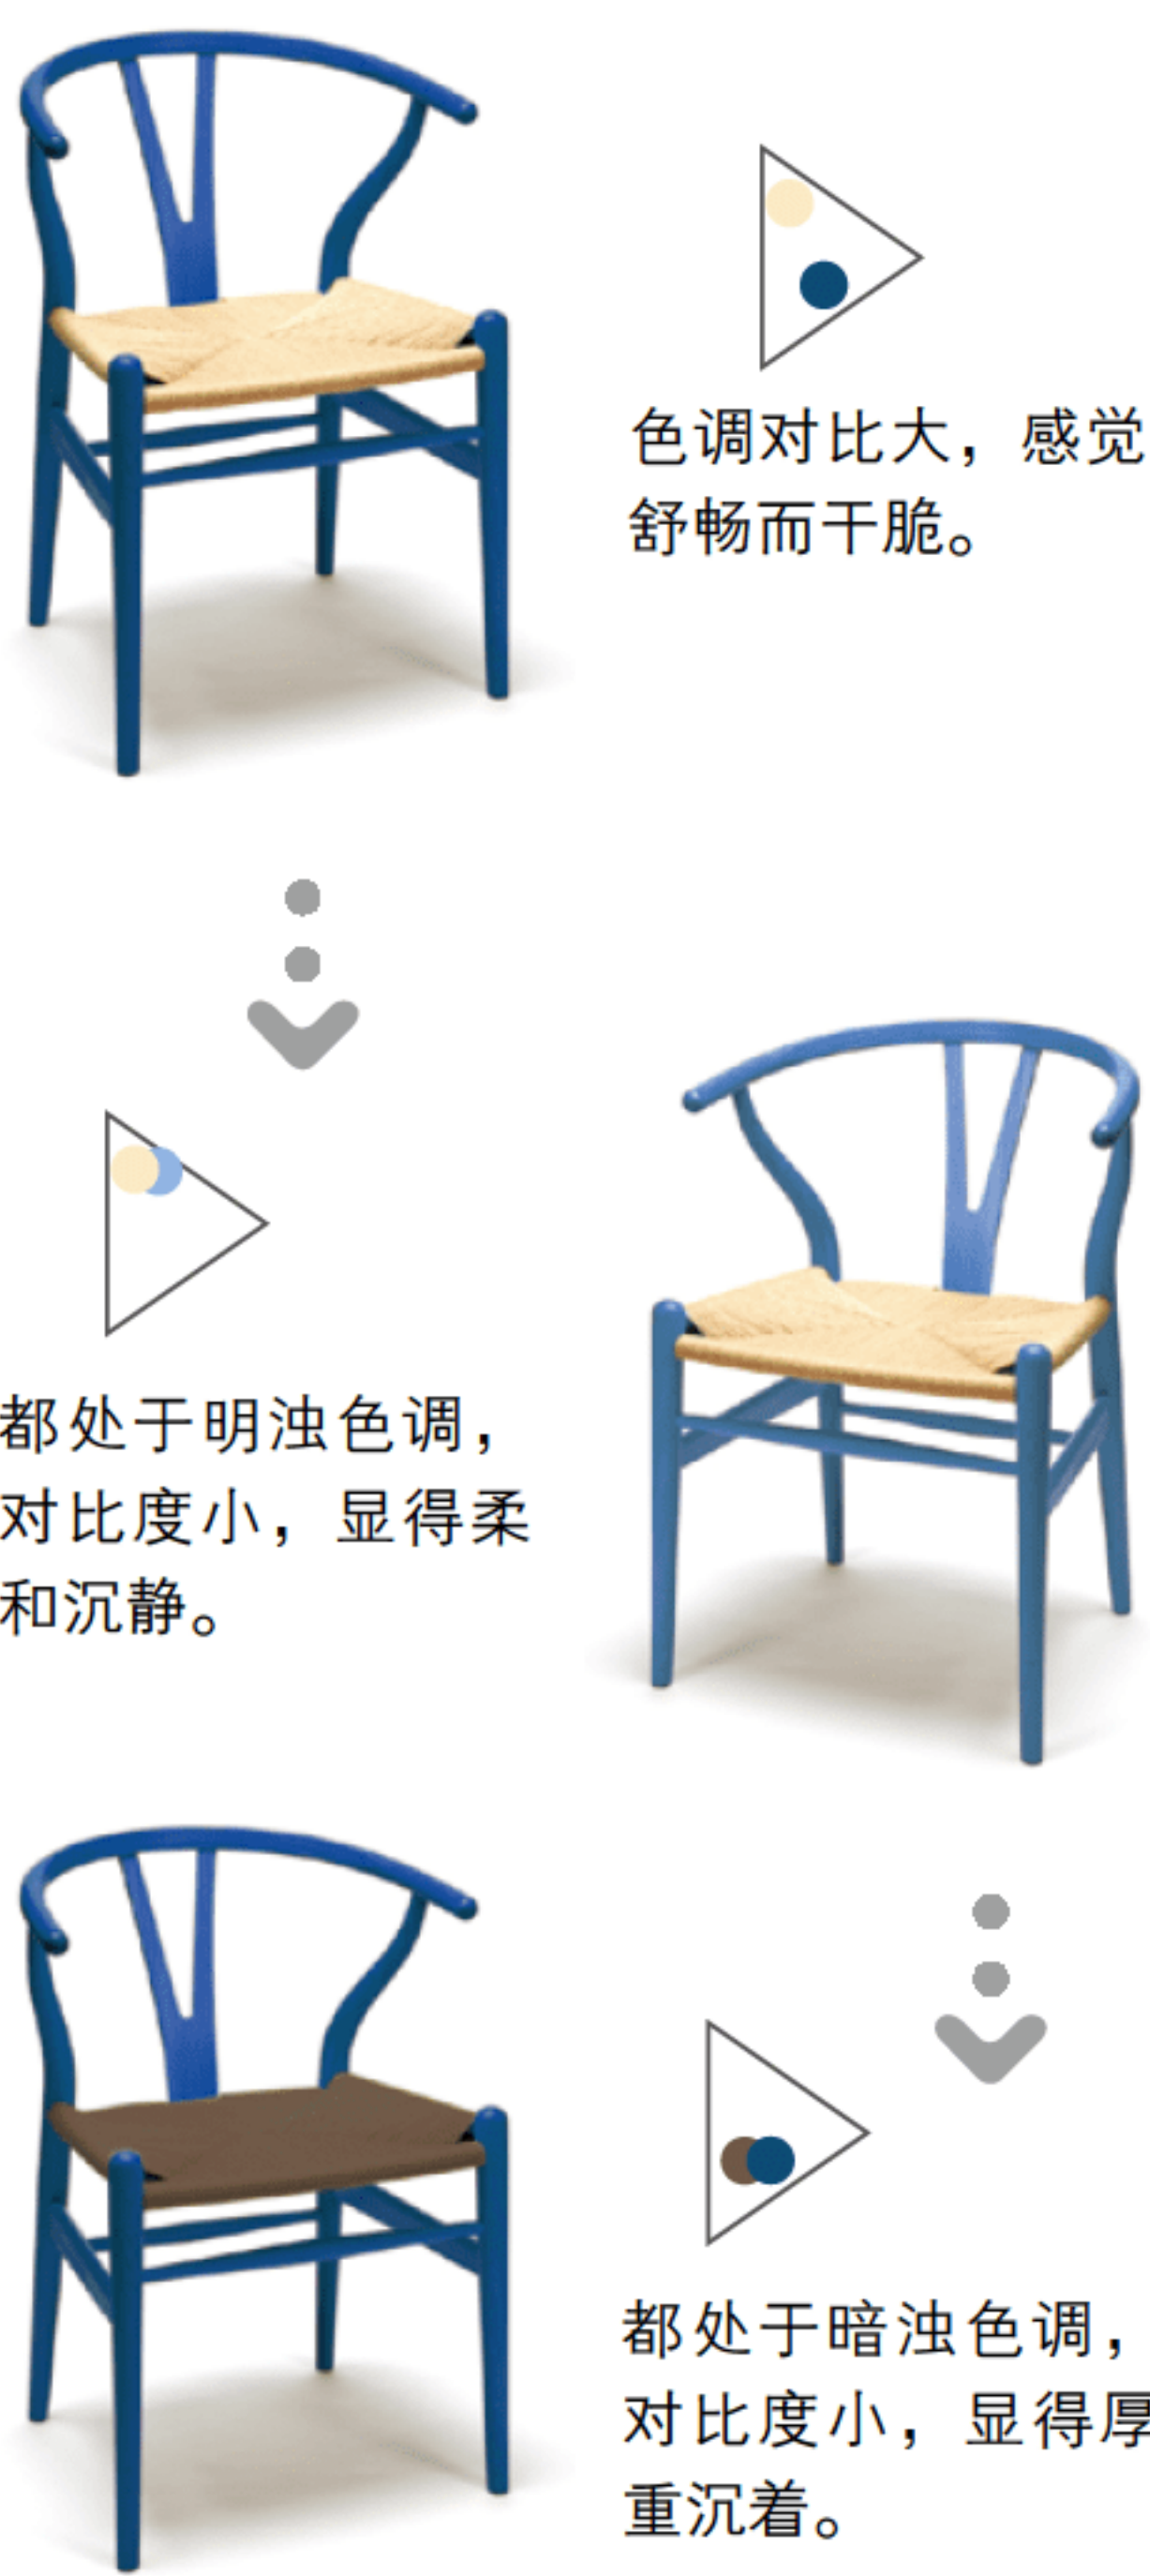 色调对比大，感觉
舒畅而干脆。
都处于明浊色调，
对比度小，显得柔
和沉静。
都处于暗浊色调，
对比度小，显得厚
重沉着。